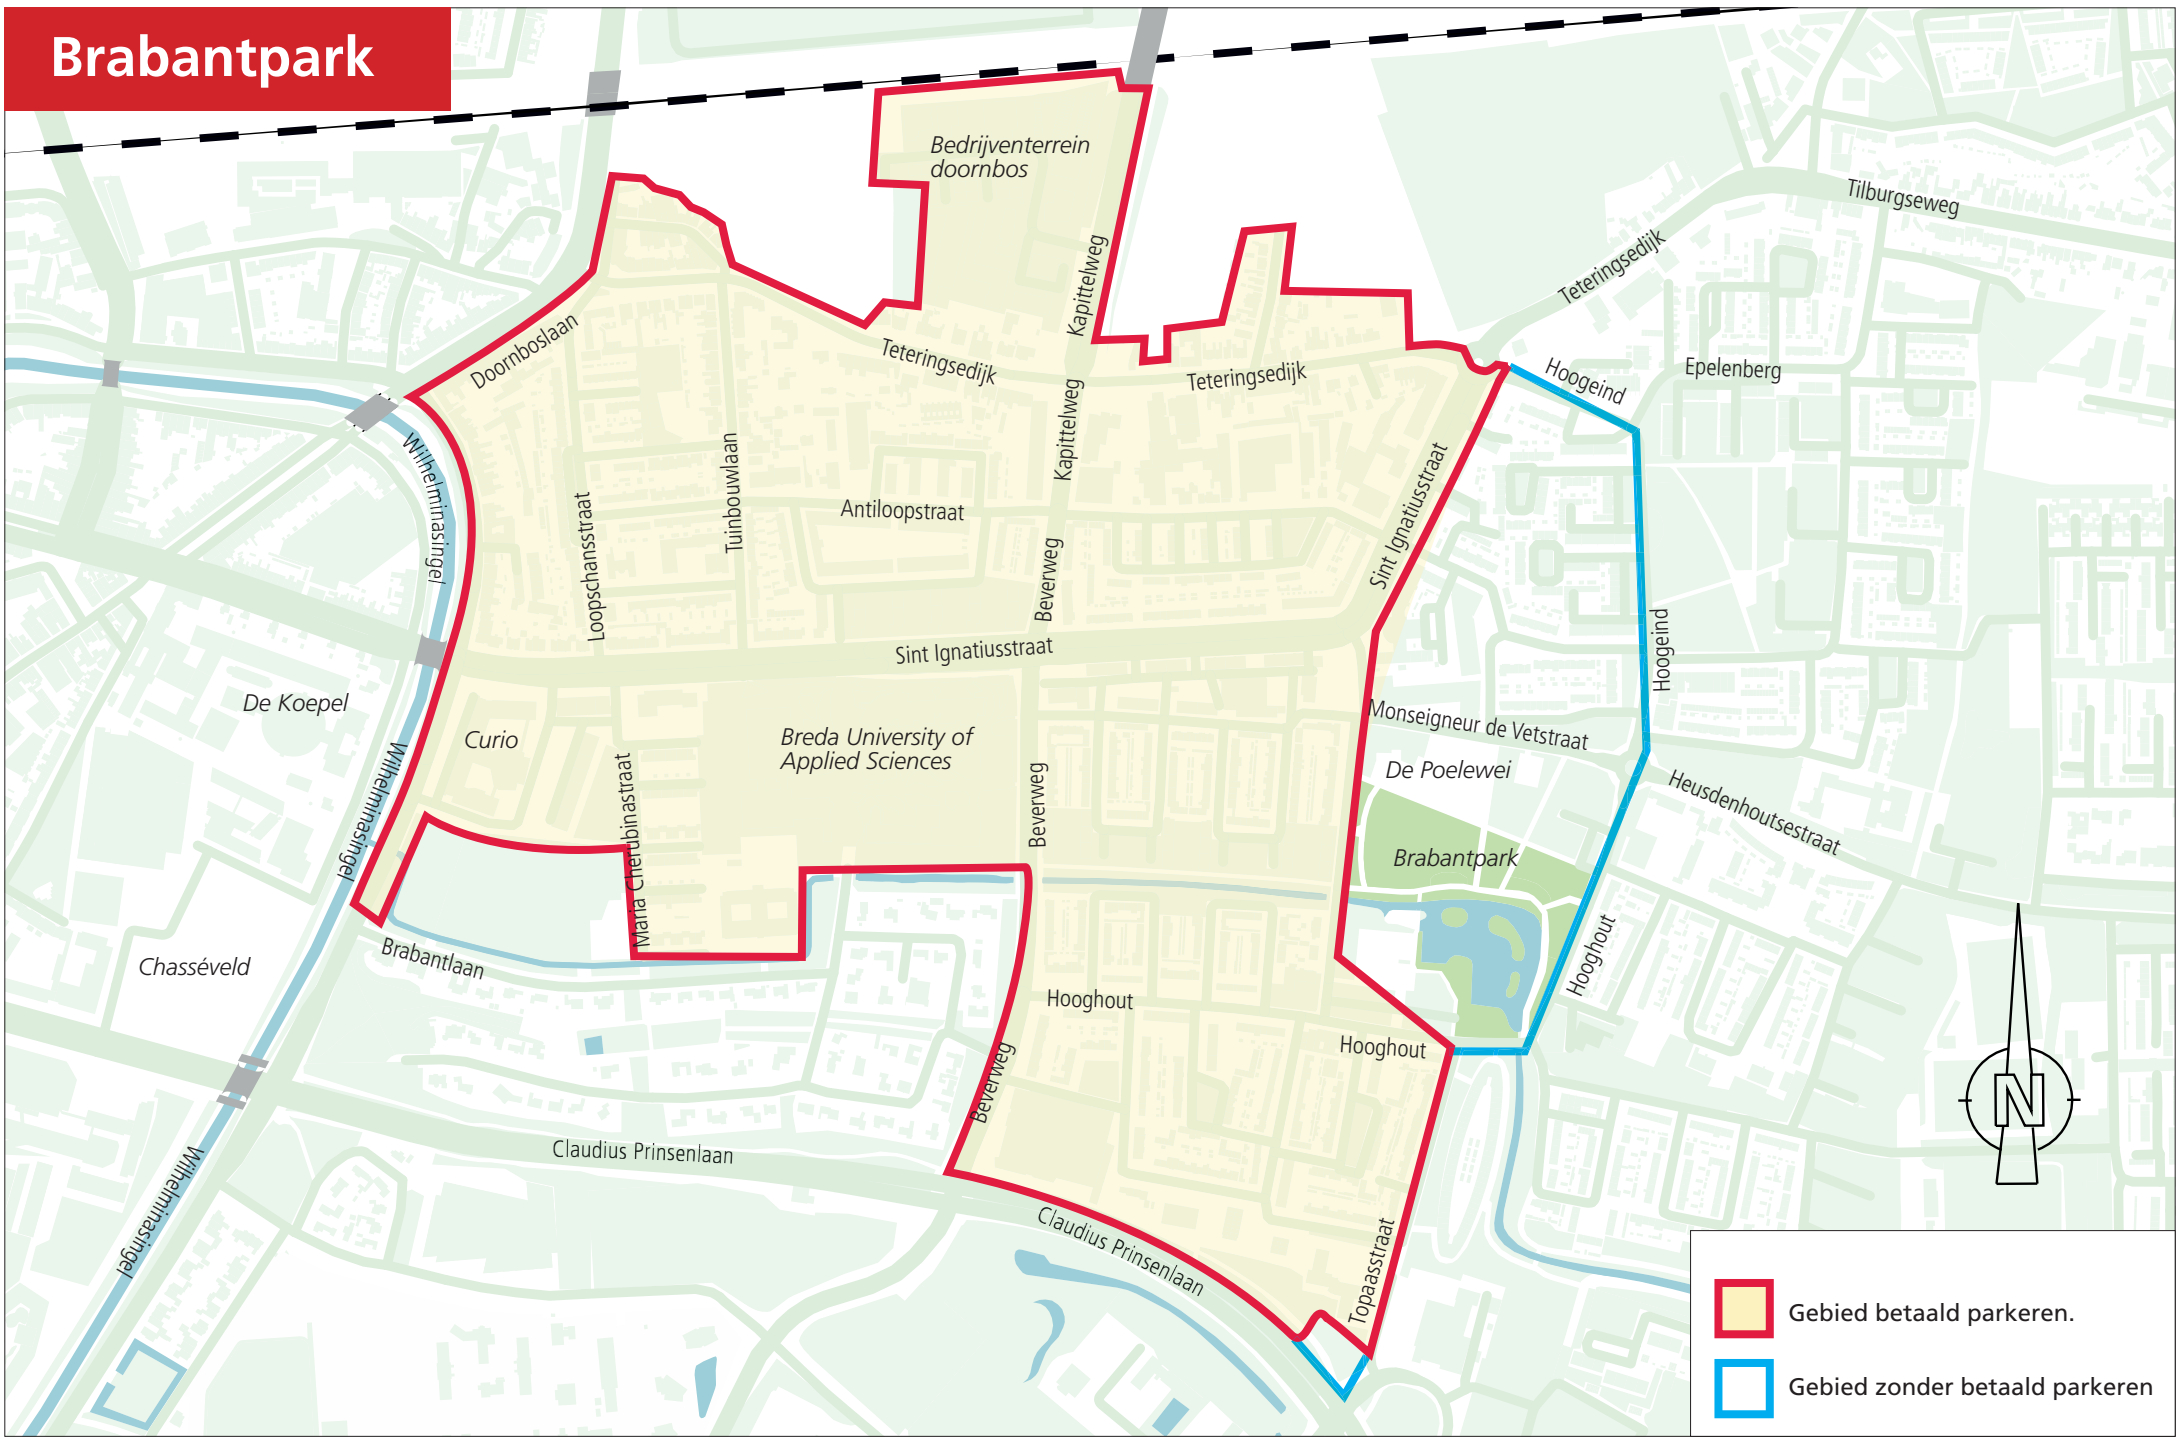 Brabantpark
Bedrijventerrein
doornbos
Tilburgseweg
Teteringsedijk
Kapittelweg
Doornboslaan
Teteringsedijk
Teteringsedijk
Hoogeind
Epelenberg
Wilhelminasingel
Kapittelweg
Tuinbouwlaan
Loopschansstraat
Antiloopstraat
Sint Ignatiusstraat
Beverweg
Hoogeind
Sint Ignatiusstraat
De Koepel
Curio
Breda University of
Applied Sciences
Monseigneur de Vetstraat
De Poelewei
Wilhelminasingel
Maria Cherubinastraat
Beverweg
Heusdenhoutsestraat
Brabantpark
Chasséveld
Brabantlaan
Hooghout
Hooghout
Hooghout
Beverweg
Claudius Prinsenlaan
Wilhelminasingel
Claudius Prinsenlaan
Topaasstraat
N
Gebied betaald parkeren.
Gebied zonder betaald parkeren